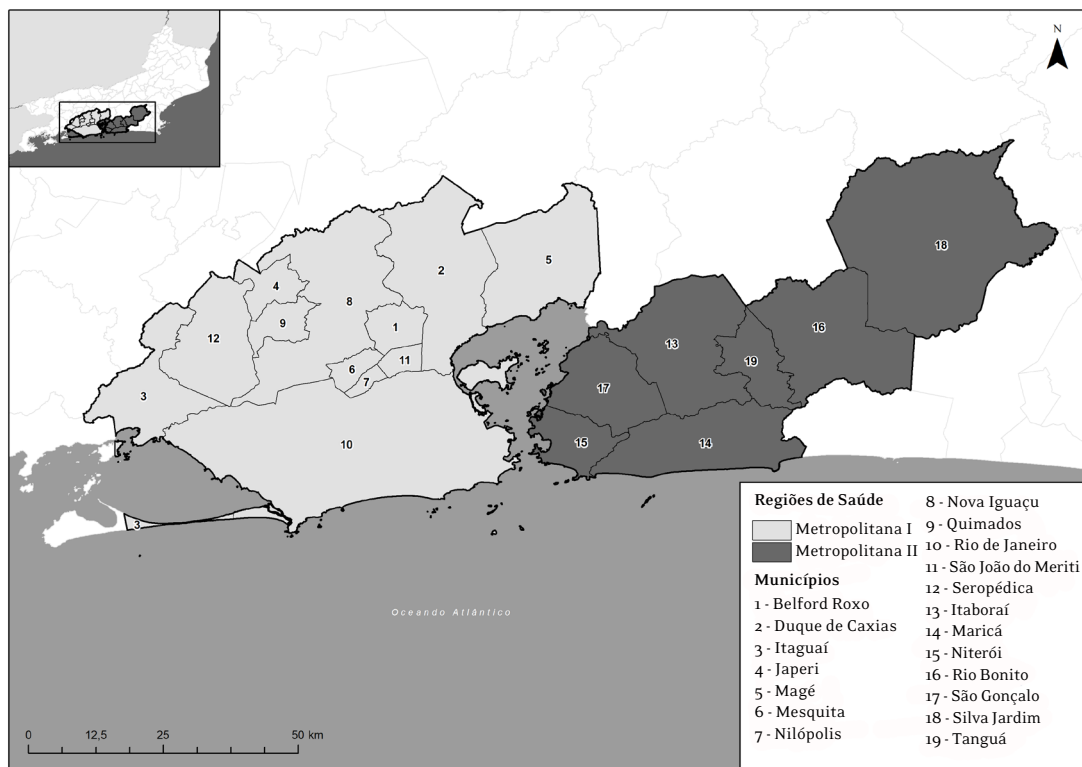 N
18
2
5
4
8
16
9
1
12
13
11
19
6
7
17
3
10
15
14
3
Oceando Atlântico
0 12,5 25 50 km
Regiões de Saúde
Metropolitana I
Metropolitana II
Municípios
1 - Belford Roxo
2 - Duque de Caxias
3 - Itaguaí
4 - Japeri
5 - Magé
6 - Mesquita
7 - Nilópolis
8 - Nova Iguaçu
9 - Quimados
10 - Rio de Janeiro
11 - São João do Meriti
12 - Seropédica
13 - Itaboraí
14 - Maricá
15 - Niterói
16 - Rio Bonito
17 - São Gonçalo
18 - Silva Jardim
19 - Tanguá